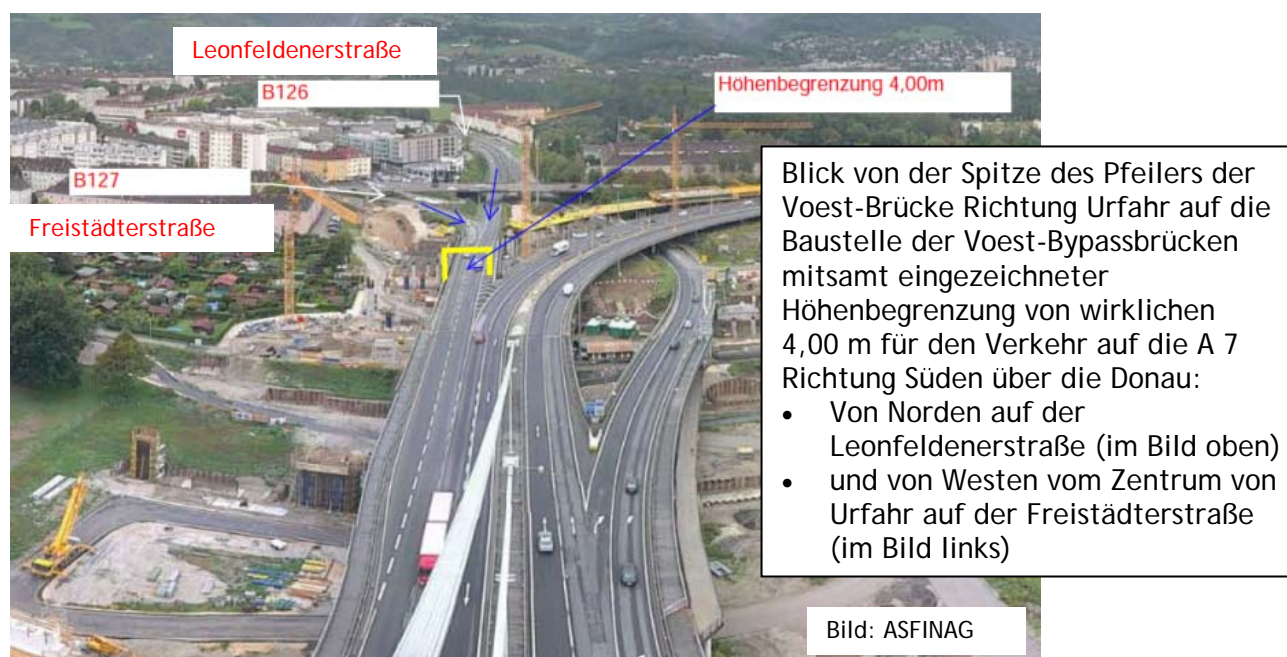 Leonfeldenerstraße
B126
Höhenbegrenzung 4,00m
B127
Freistädterstraße
Blick von der Spitze des Pfeilers der
Voest-Brücke Richtung Urfahr auf die
Baustelle der Voest-Bypassbrücken
mitsamt eingezeichneter
Höhenbegrenzung von wirklichen
4,00 m für den Verkehr auf die A 7
Richtung Süden über die Donau:
• Von Norden auf der
Leonfeldenerstraße (im Bild oben)
• und von Westen vom Zentrum von
Urfahr auf der Freistädterstraße
(im Bild links)
Bild: ASFINAG